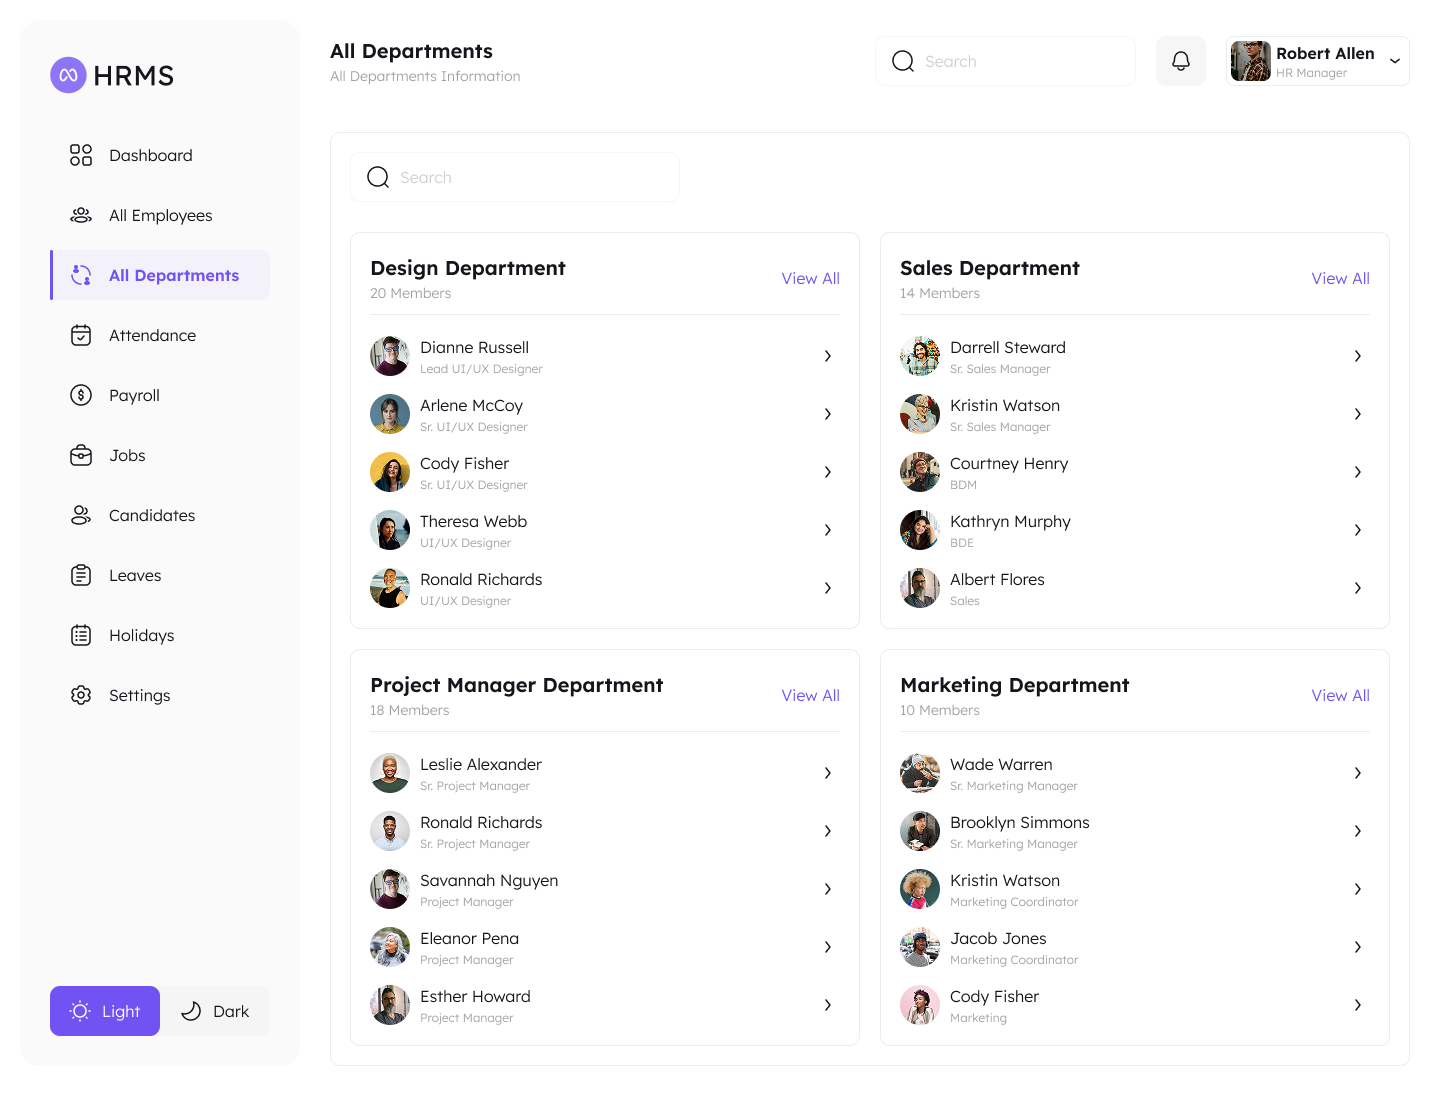 HRMS
Dashboard
All Employees
All Departments
Attendance
Payroll
Jobs
Candidates
Leaves
Holidays
Settings
Light
Dark
All Departments
All Departments Information
Search
Robert Allen
HR Manager
Search
Design Department
20 Members
View All
Dianne Russell
Lead UI/UX Designer
Arlene McCoy
Sr. UI/UX Designer
Cody Fisher
Sr. UI/UX Designer
Theresa Webb
UI/UX Designer
Ronald Richards
UI/UX Designer
Sales Department
14 Members
View All
Darrell Steward
Sr. Sales Manager
Kristin Watson
Sr. Sales Manager
Courtney Henry
BDM
Kathryn Murphy
BDE
Albert Flores
Sales
Project Manager Department
18 Members
View All
Leslie Alexander
Sr. Project Manager
Ronald Richards
Sr. Project Manager
Savannah Nguyen
Project Manager
Eleanor Pena
Project Manager
Esther Howard
Project Manager
Marketing Department
10 Members
View All
Wade Warren
Sr. Marketing Manager
Brooklyn Simmons
Sr. Marketing Manager
Kristin Watson
Marketing Coordinator
Jacob Jones
Marketing Coordinator
Cody Fisher
Marketing